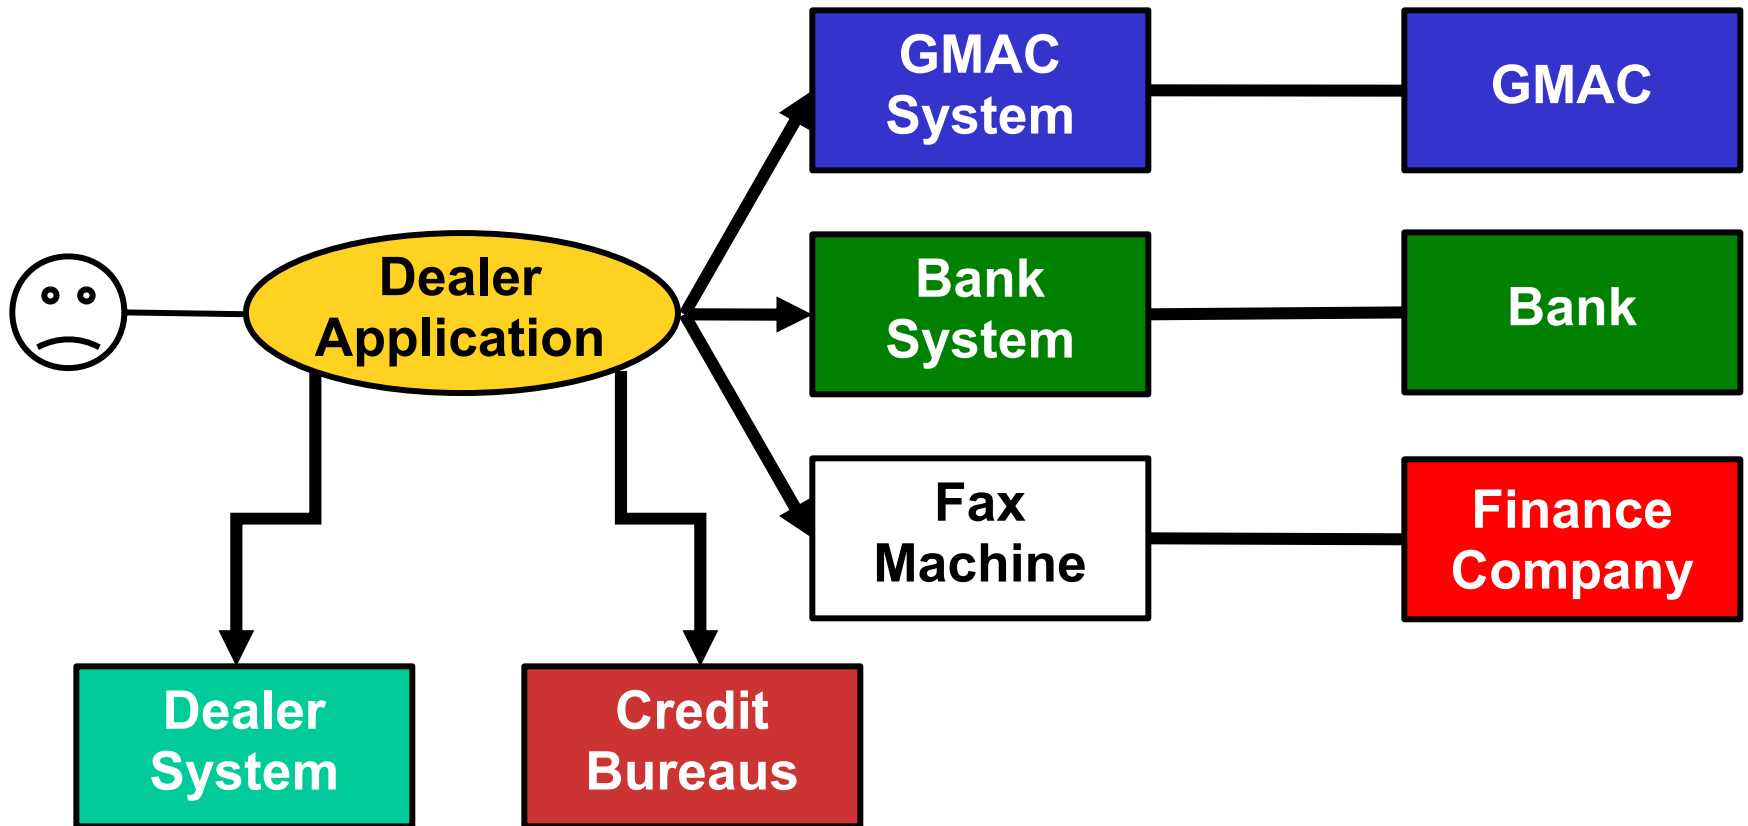 GMAC
System
GMAC
Dealer
Application
Bank
System
Bank
Fax
Machine
Finance
Company
Dealer
System
Credit
Bureaus